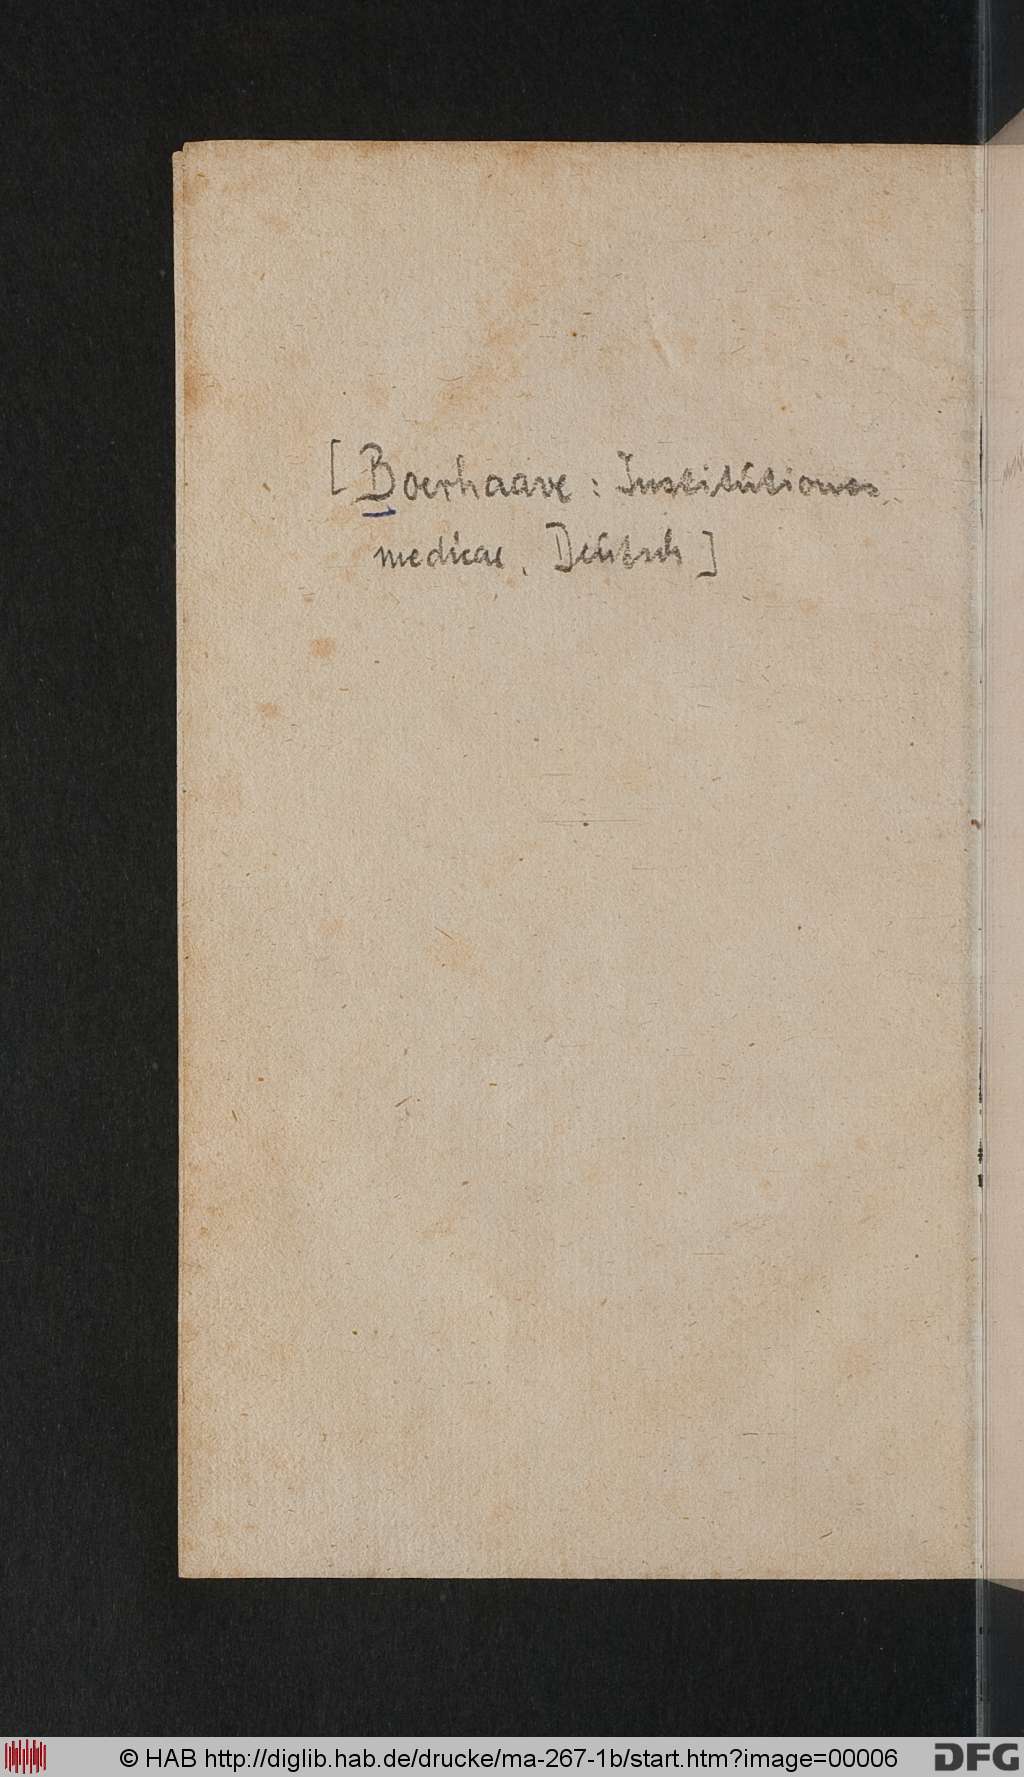 [ Boerhaave : Institutiones
medicae. Deutsch ]
© HAB http://diglib.hab.de/drucke/ma-267-1b/start.htm?image=00006
DFG